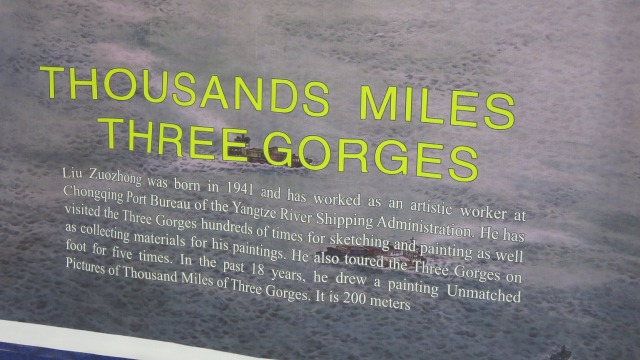 THOUSANDS MILES
THREE GORGES
Liu Zuozhong was born in 1941 and has worked as an artistic worker at
Chongqing Port Bureau of the Yangtze River Shipping Administration. He has
visited the Three Gorges hundreds of times for sketching and painting as well
as collecting materials for his paintings. He also toured the Three Gorges on
foot for five times. In the past 18 years, he drew a painting Unmatched
Pictures of Thousand Miles of Three Gorges. It is 200 meters